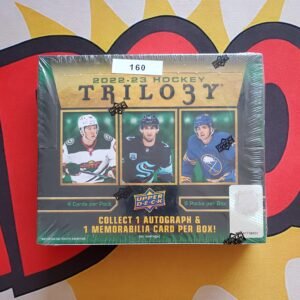 160
2022-23 HOCKEY
TRILO3Y
4 Cards per Pack
6 Packs per Box
UPPER DECK
COLLECT 1 AUTOGRAPH &
1 MEMORABILIA CARD PER BOX!